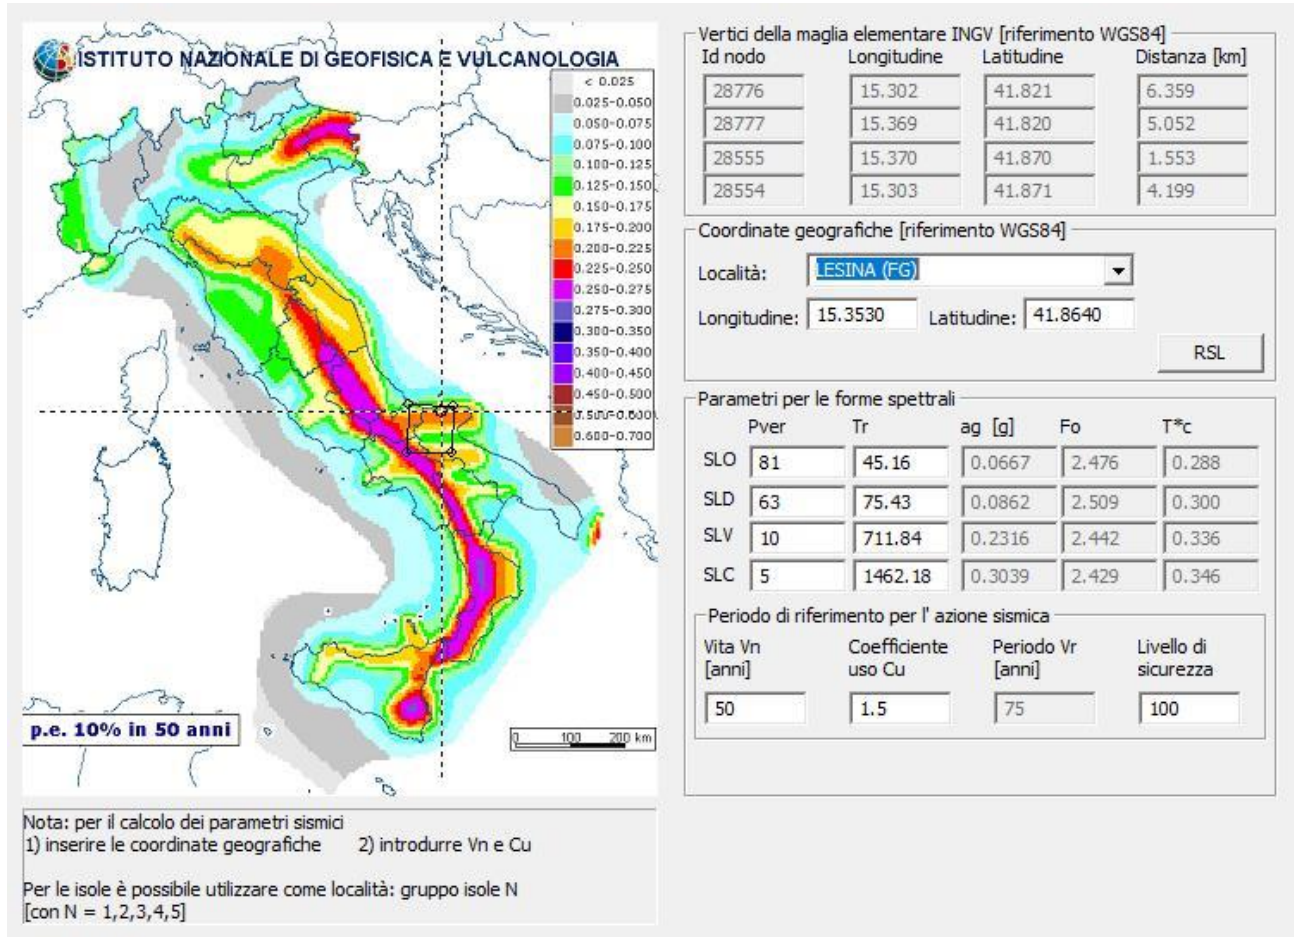 ISTITUTO NAZIONALE DI GEOFISICA E VULCANOLOGIA
< 0.025
0.025-0.050
0.050-0.075
0.075-0.100
0.100-0.125
0.125-0.150
0.150-0.175
0.175-0.200
0.200-0.225
0.225-0.250
0.250-0.275
0.275-0.300
0.300-0.350
0.350-0.400
0.400-0.450
0.450-0.500
0.500-0.600
0.600-0.700
p.e. 10% in 50 anni
0 100 200 km
Nota: per il calcolo dei parametri sismici
1) inserire le coordinate geografiche 2) introdurre Vn e Cu
Per le isole è possibile utilizzare come località: gruppo isole N
[con N = 1,2,3,4,5]
Vertici della maglia elementare INGV [riferimento WGS84]
Id nodo Longitudine Latitudine Distanza [km]
28776 15.302 41.821 6.359
28777 15.369 41.820 5.052
28555 15.370 41.870 1.553
28554 15.303 41.871 4.199
Coordinate geografiche [riferimento WGS84]
Località: LESINA (FG)
Longitudine: 15.3530 Latitudine: 41.8640
RSL
Parametri per le forme spettrali
Pver Tr ag [g] Fo T*c
SLO 81 45.16 0.0667 2.476 0.288
SLD 63 75.43 0.0862 2.509 0.300
SLV 10 711.84 0.2316 2.442 0.336
SLC 5 1462.18 0.3039 2.429 0.346
Periodo di riferimento per l' azione sismica
Vita Vn Coefficiente Periodo Vr Livello di
[anni] uso Cu [anni] sicurezza
50 1.5 75 100